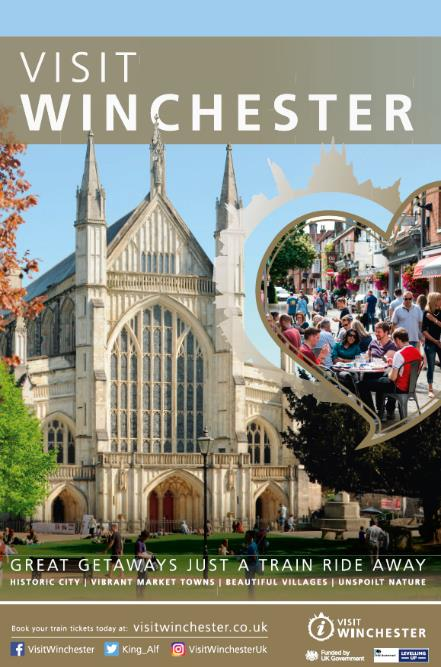 VISIT
WINCHESTER
GREAT GETAWAYS JUST A TRAIN RIDE AWAY
HISTORIC CITY | VIBRANT MARKET TOWNS | BEAUTIFUL VILLAGES | UNSPOILT NATURE
Book your train tickets today at: visitwinchester.co.uk
VisitWinchester King_Alf VisitWinchesterUk
VISIT
WINCHESTER
Funded by
UK Government
LEVELLING
UP